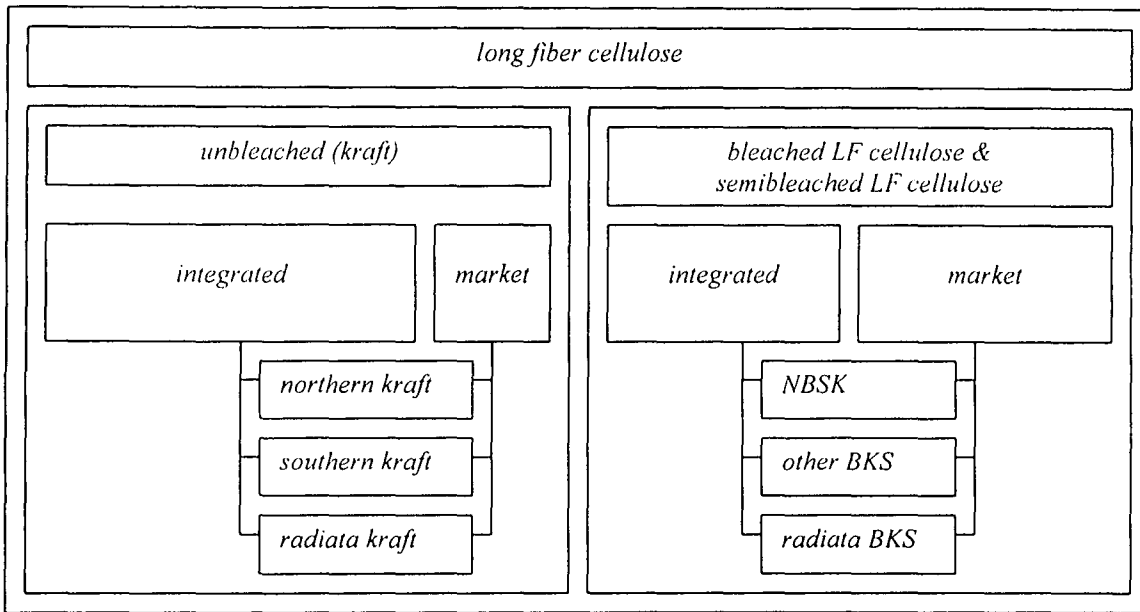 long fiber cellulose
unbleached (kraft)
integrated
market
northern kraft
southern kraft
radiata kraft
bleached LF cellulose &
semibleached LF cellulose
integrated
market
NBSK
other BKS
radiata BKS